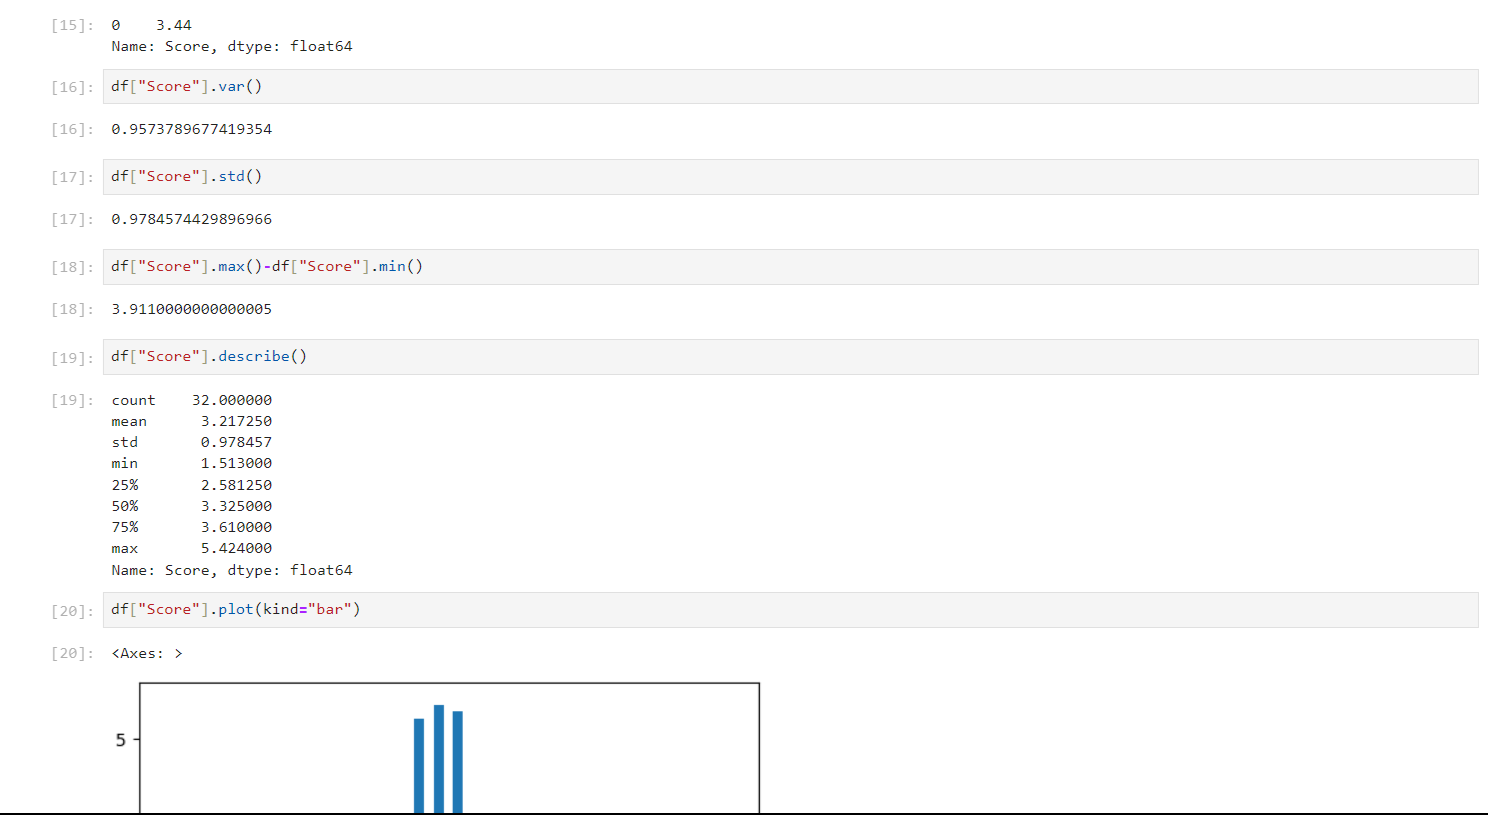 [15]: 0    3.44
Name: Score, dtype: float64
[16]: df["Score"].var()
[16]: 0.9573789677419354
[17]: df["Score"].std()
[17]: 0.9784574429896966
[18]: df["Score"].max()-df["Score"].min()
[18]: 3.9110000000000005
[19]: df["Score"].describe()
[19]: count    32.000000
mean      3.217250
std       0.978457
min       1.513000
25%       2.581250
50%       3.325000
75%       3.610000
max       5.424000
Name: Score, dtype: float64
[20]: df["Score"].plot(kind="bar")
[20]: <Axes: >
5